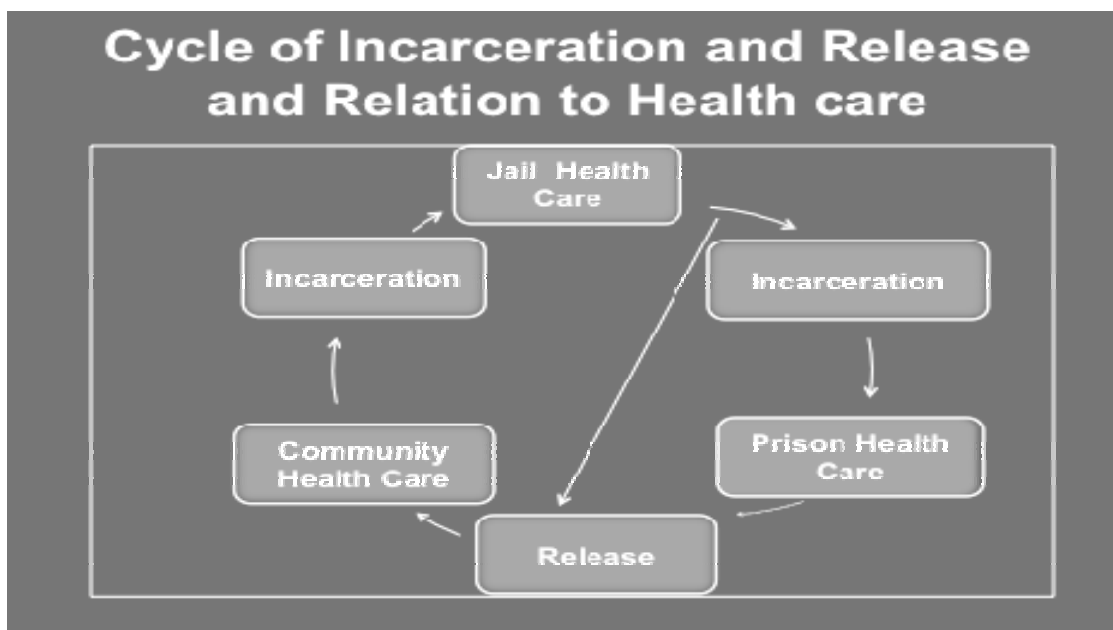 Cycle of Incarceration and Release
and Relation to Health care
Jail Health
Care
Incarceration
Incarceration
Community
Health Care
Prison Health
Care
Release